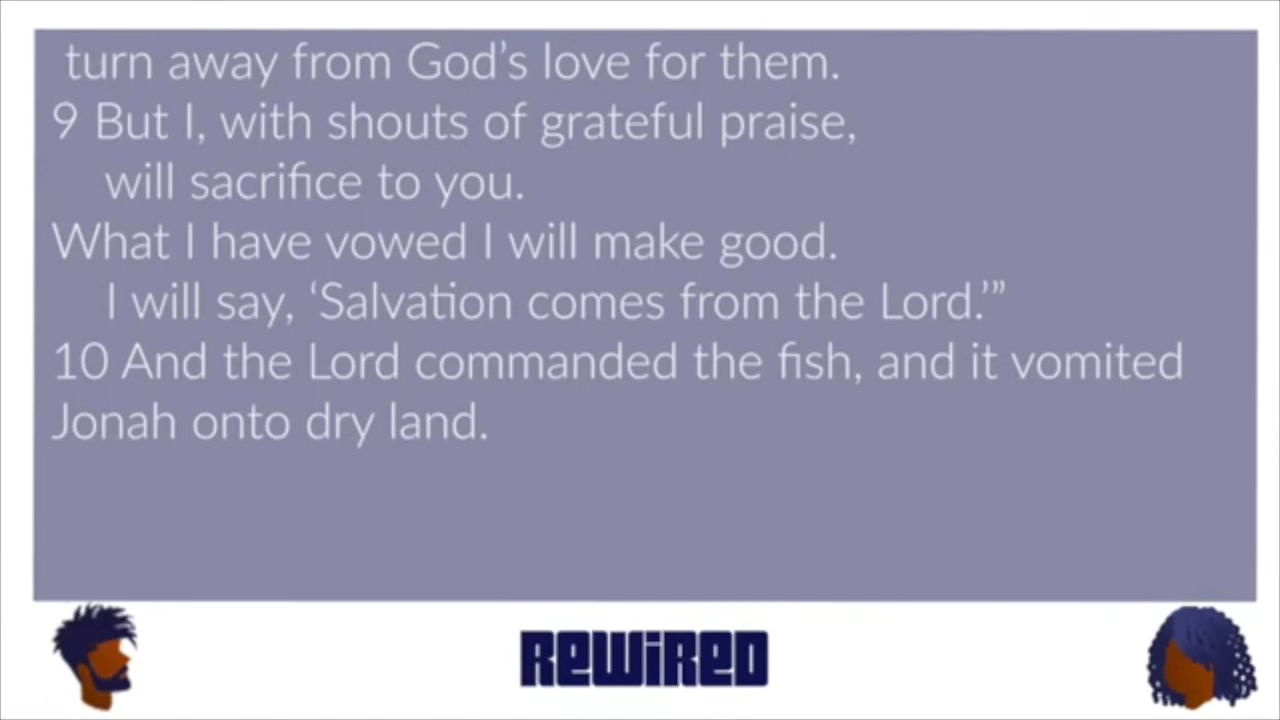 turn away from God’s love for them.
9 But I, with shouts of grateful praise,
will sacrifice to you.
What I have vowed I will make good.
I will say, ‘Salvation comes from the Lord.’”
10 And the Lord commanded the fish, and it vomited
Jonah onto dry land.
REWiRED